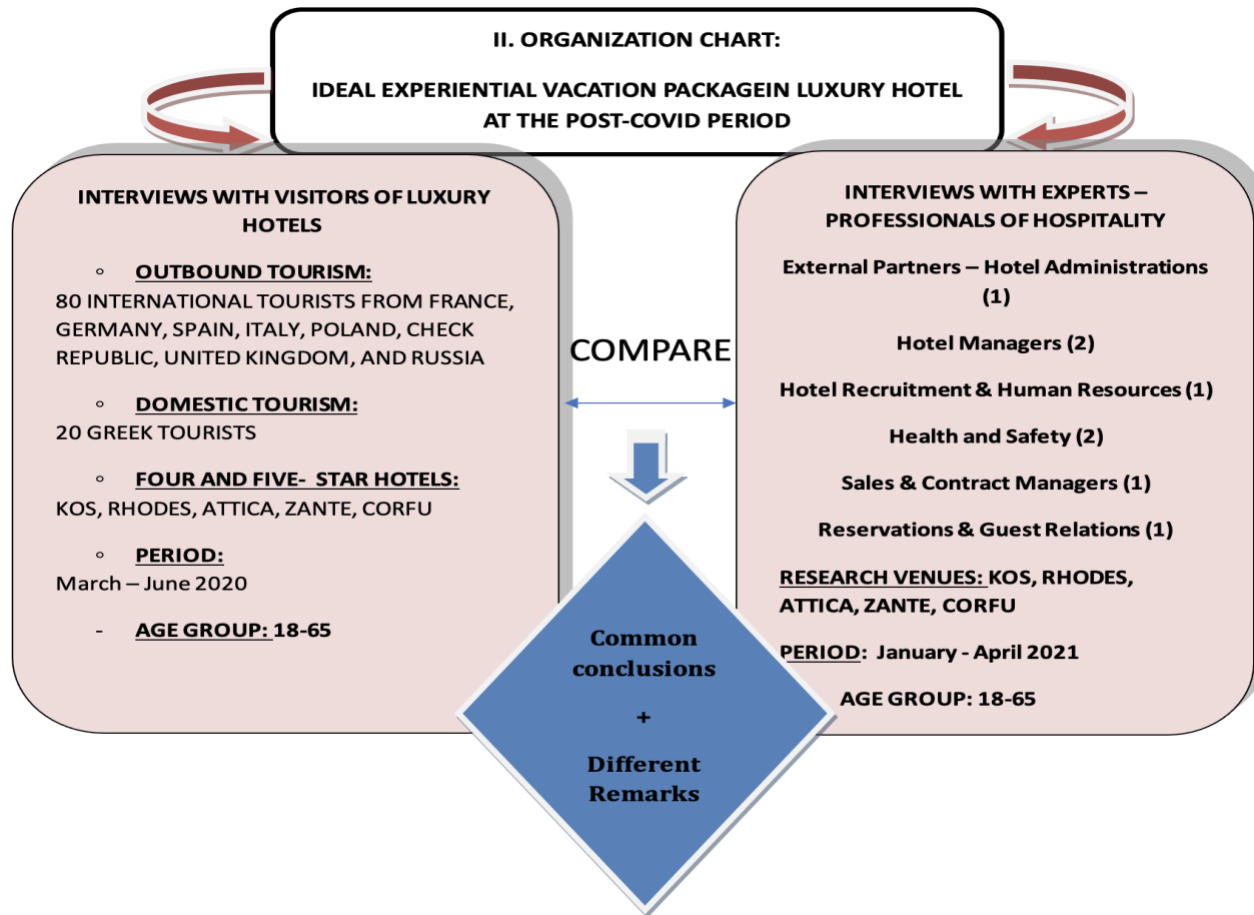 II. ORGANIZATION CHART:
IDEAL EXPERIENTIAL VACATION PACKAGEIN LUXURY HOTEL
AT THE POST-COVID PERIOD
INTERVIEWS WITH VISITORS OF LUXURY
HOTELS
◦ OUTBOUND TOURISM:
80 INTERNATIONAL TOURISTS FROM FRANCE,
GERMANY, SPAIN, ITALY, POLAND, CHECK
REPUBLIC, UNITED KINGDOM, AND RUSSIA
◦ DOMESTIC TOURISM:
20 GREEK TOURISTS
◦ FOUR AND FIVE- STAR HOTELS:
KOS, RHODES, ATTICA, ZANTE, CORFU
◦ PERIOD:
March – June 2020
- AGE GROUP: 18-65
COMPARE
INTERVIEWS WITH EXPERTS –
PROFESSIONALS OF HOSPITALITY
External Partners – Hotel Administrations
(1)
Hotel Managers (2)
Hotel Recruitment & Human Resources (1)
Health and Safety (2)
Sales & Contract Managers (1)
Reservations & Guest Relations (1)
RESEARCH VENUES: KOS, RHODES,
ATTICA, ZANTE, CORFU
PERIOD: January - April 2021
AGE GROUP: 18-65
Common
conclusions
+
Different
Remarks